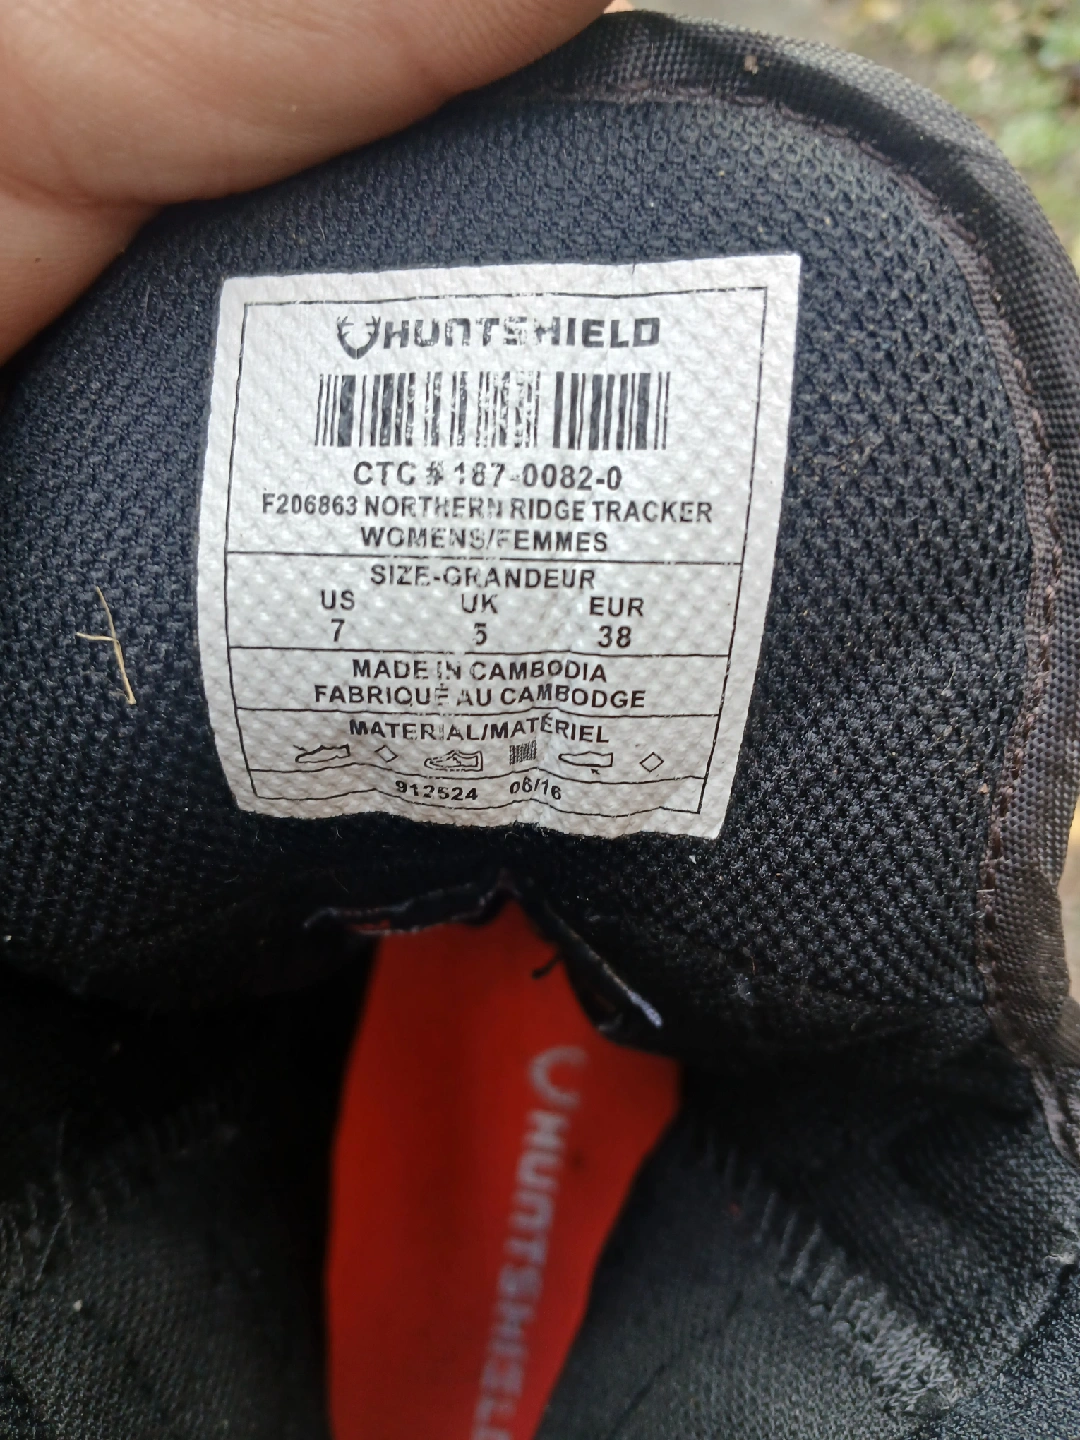 HUNTSHIELD
CTC # 187-0082-0
F206863 NORTHERN RIDGE TRACKER
WOMENS/FEMMES
SIZE-GRANDEUR
US UK EUR
7 5 38
MADE IN CAMBODIA
FABRIQUÉ AU CAMBODGE
MATERIAL/MATÉRIEL
912524 06/16
HUNTSHIELD